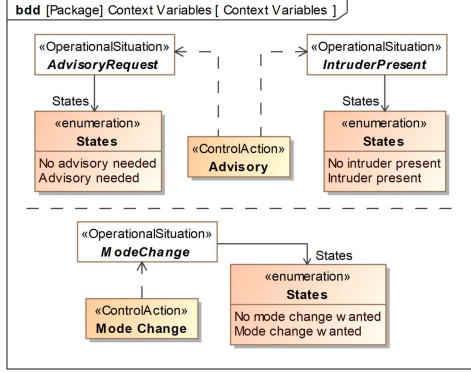 bdd [Package] Context Variables [ Context Variables ]
«OperationalSituation»
AdvisoryRequest
«OperationalSituation»
IntruderPresent
States
States
«enumeration»
States
No advisory needed
Advisory needed
«ControlAction»
Advisory
«enumeration»
States
No intruder present
Intruder present
«OperationalSituation»
ModeChange
States
«ControlAction»
Mode Change
«enumeration»
States
No mode change wanted
Mode change wanted